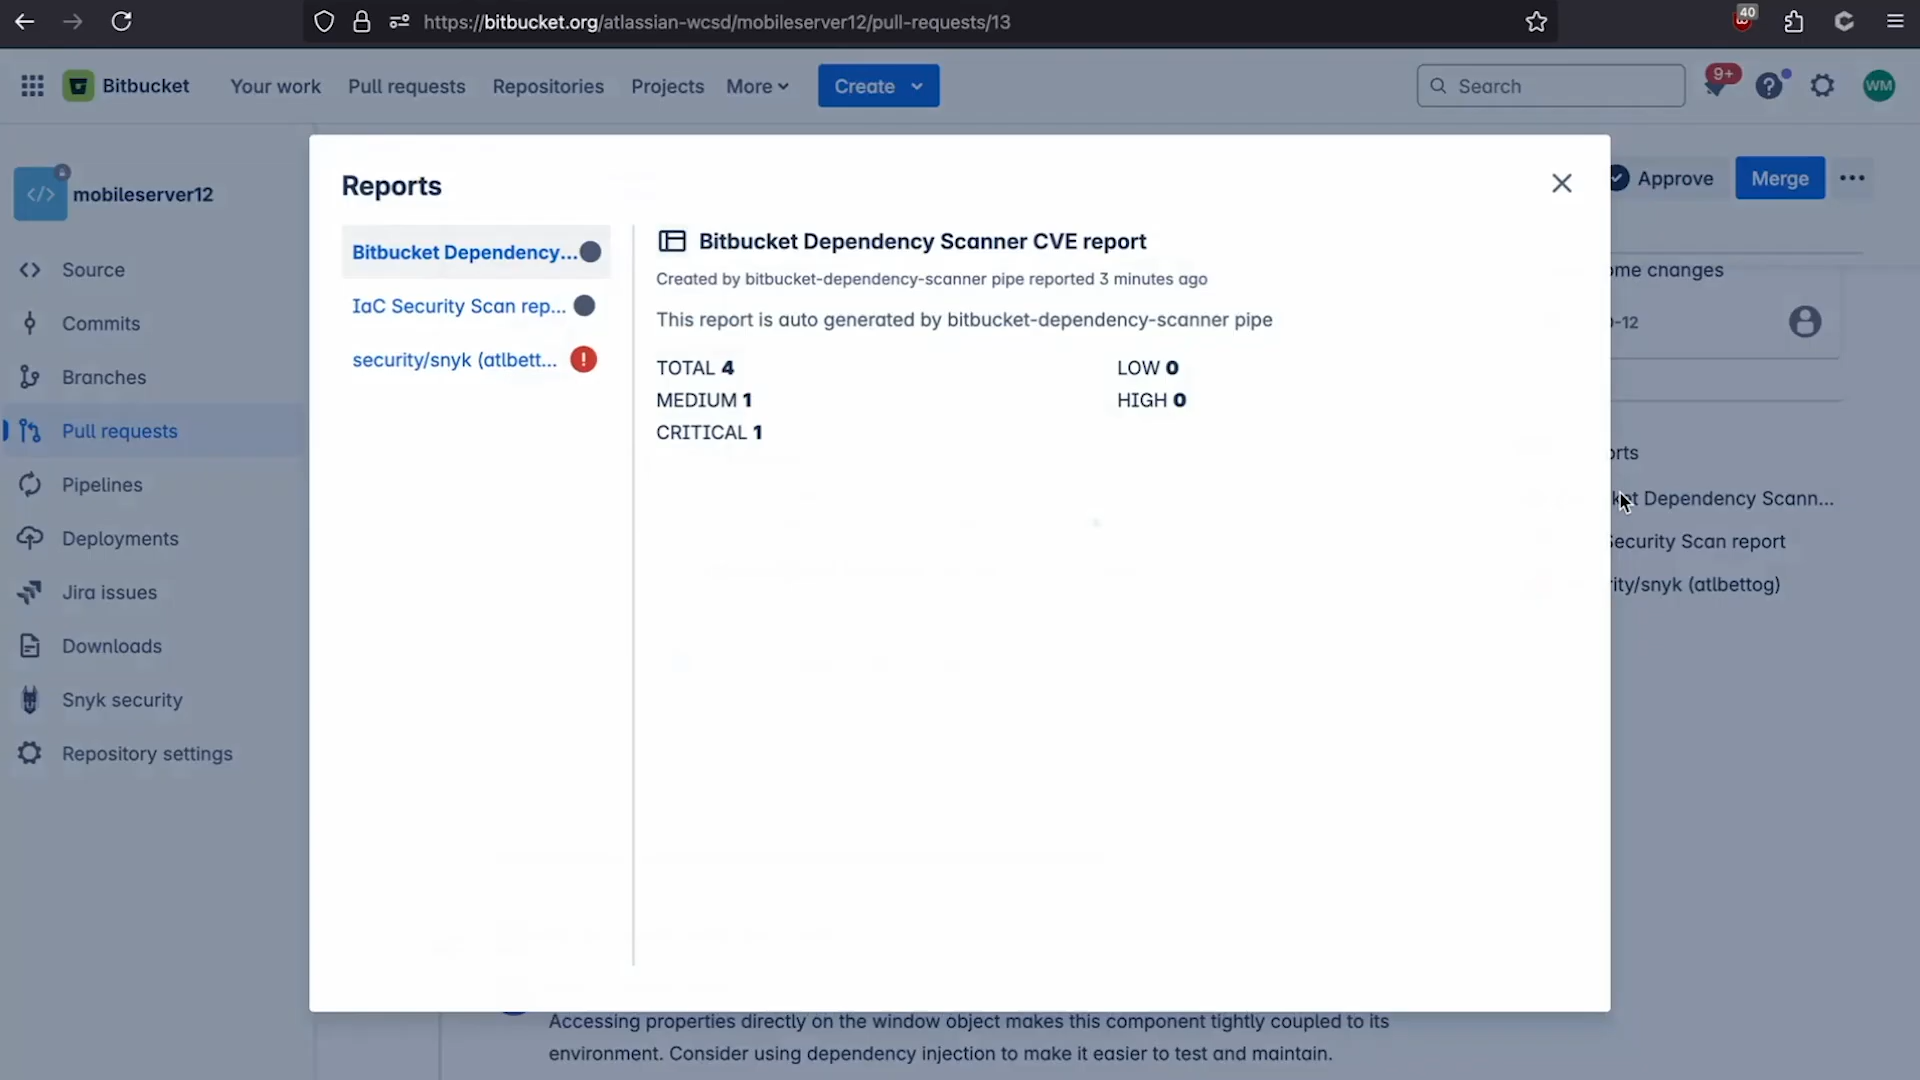 https://bitbucket.org/atlassian-wcsd/mobileserver12/pull-requests/13
40
Bitbucket
Your work
Pull requests
Repositories
Projects
More
Create
Search
9+
WM
mobileserver12
Source
Commits
Branches
Pull requests
Pipelines
Deployments
Jira issues
Downloads
Snyk security
Repository settings
Reports
Bitbucket Dependency...
IaC Security Scan rep...
security/snyk (atlbett...
Bitbucket Dependency Scanner CVE report
Created by bitbucket-dependency-scanner pipe reported 3 minutes ago
This report is auto generated by bitbucket-dependency-scanner pipe
TOTAL 4
LOW 0
MEDIUM 1
HIGH 0
CRITICAL 1
Approve
Merge
ome changes
-12
orts
ket Dependency Scann...
Security Scan report
ity/snyk (atlbettog)
Accessing properties directly on the window object makes this component tightly coupled to its
environment. Consider using dependency injection to make it easier to test and maintain.